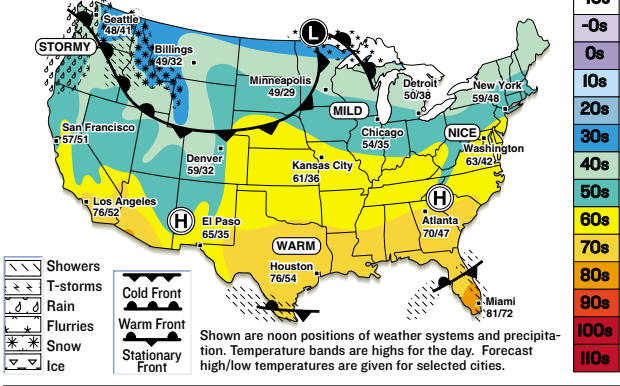 -0s
0s
10s
20s
30s
40s
50s
60s
70s
80s
90s
100s
110s
Seattle
48/41
STORMY
L
Billings
49/32
Minneapolis
49/29
Detroit
50/38
New York
59/48
MILD
San Francisco
57/51
Chicago
54/35
NICE
Washington
63/42
Denver
59/32
Kansas City
61/36
Los Angeles
76/52
H
El Paso
65/35
H
Atlanta
70/47
WARM
Houston
76/54
Miami
81/72
Showers
T-storms
Rain
Flurries
Snow
Ice
Cold Front
Warm Front
Stationary
Front
Shown are noon positions of weather systems and precipita-
tion. Temperature bands are highs for the day. Forecast
high/low temperatures are given for selected cities.